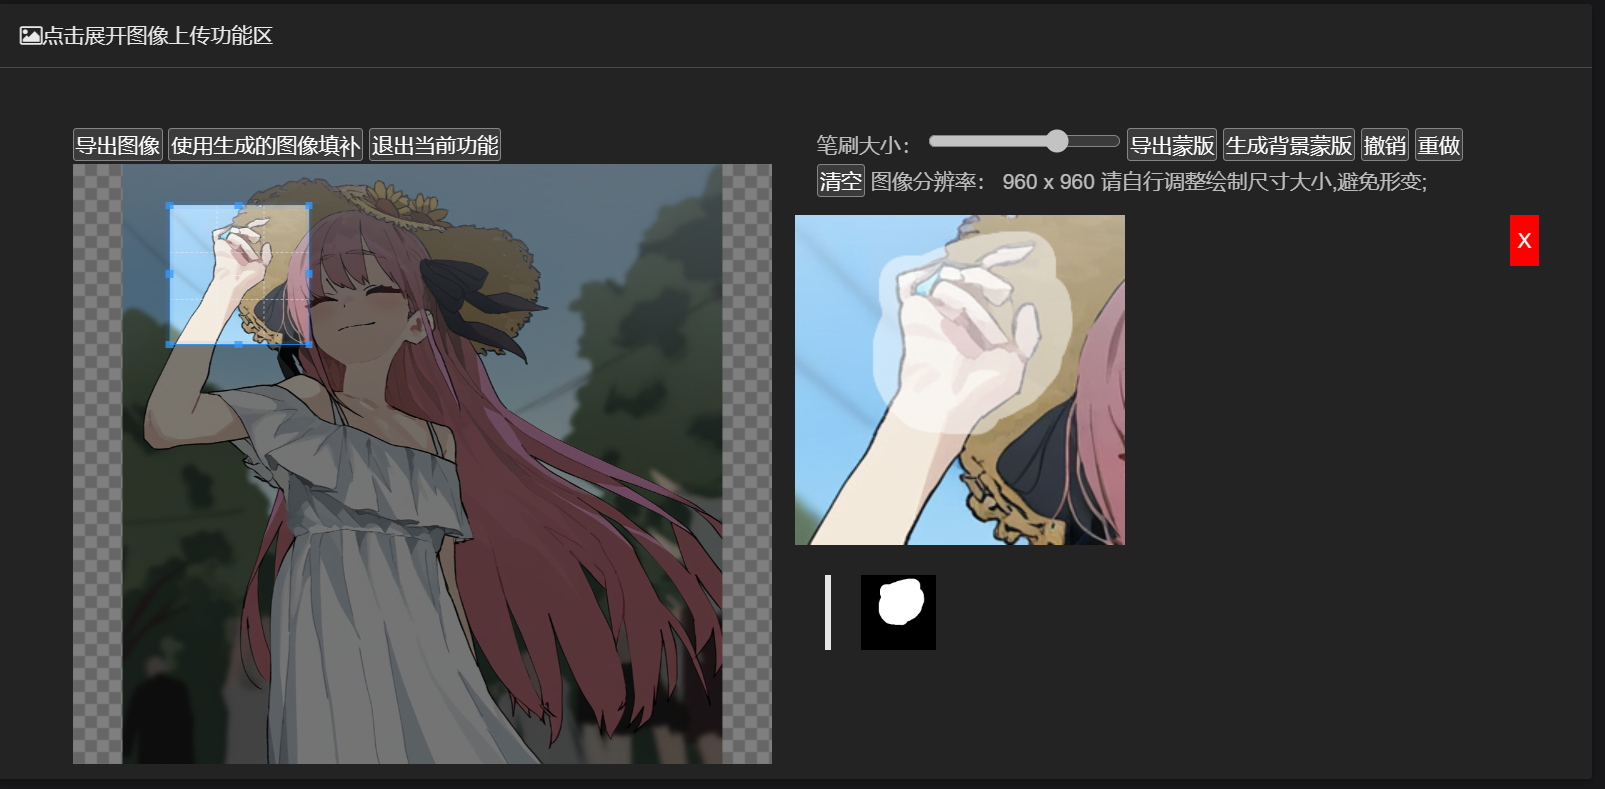 点击展开图像上传功能区
导出图像 使用生成的图像填补 退出当前功能
笔刷大小： 导出蒙版 生成背景蒙版 撤销 重做
清空 图像分辨率： 960 x 960 请自行调整绘制尺寸大小,避免形变;
X